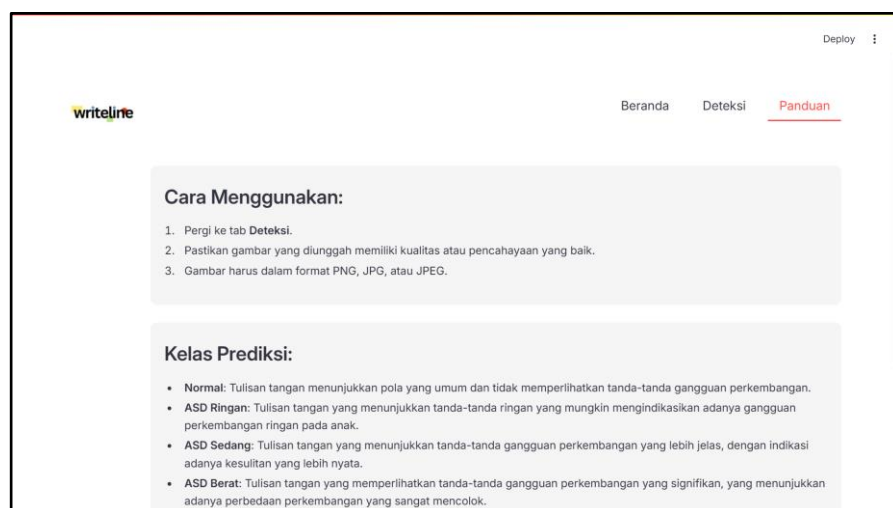 Deploy
writeline
Beranda Deteksi Panduan
Cara Menggunakan:
1. Pergi ke tab Deteksi.
2. Pastikan gambar yang diunggah memiliki kualitas atau pencahayaan yang baik.
3. Gambar harus dalam format PNG, JPG, atau JPEG.
Kelas Prediksi:
• Normal: Tulisan tangan menunjukkan pola yang umum dan tidak memperlihatkan tanda-tanda gangguan perkembangan.
• ASD Ringan: Tulisan tangan yang menunjukkan tanda-tanda ringan yang mungkin mengindikasikan adanya gangguan
perkembangan ringan pada anak.
• ASD Sedang: Tulisan tangan yang menunjukkan tanda-tanda gangguan perkembangan yang lebih jelas, dengan indikasi
adanya kesulitan yang lebih nyata.
• ASD Berat: Tulisan tangan yang memperlihatkan tanda-tanda gangguan perkembangan yang signifikan, yang menunjukkan
adanya perbedaan perkembangan yang sangat mencolok.